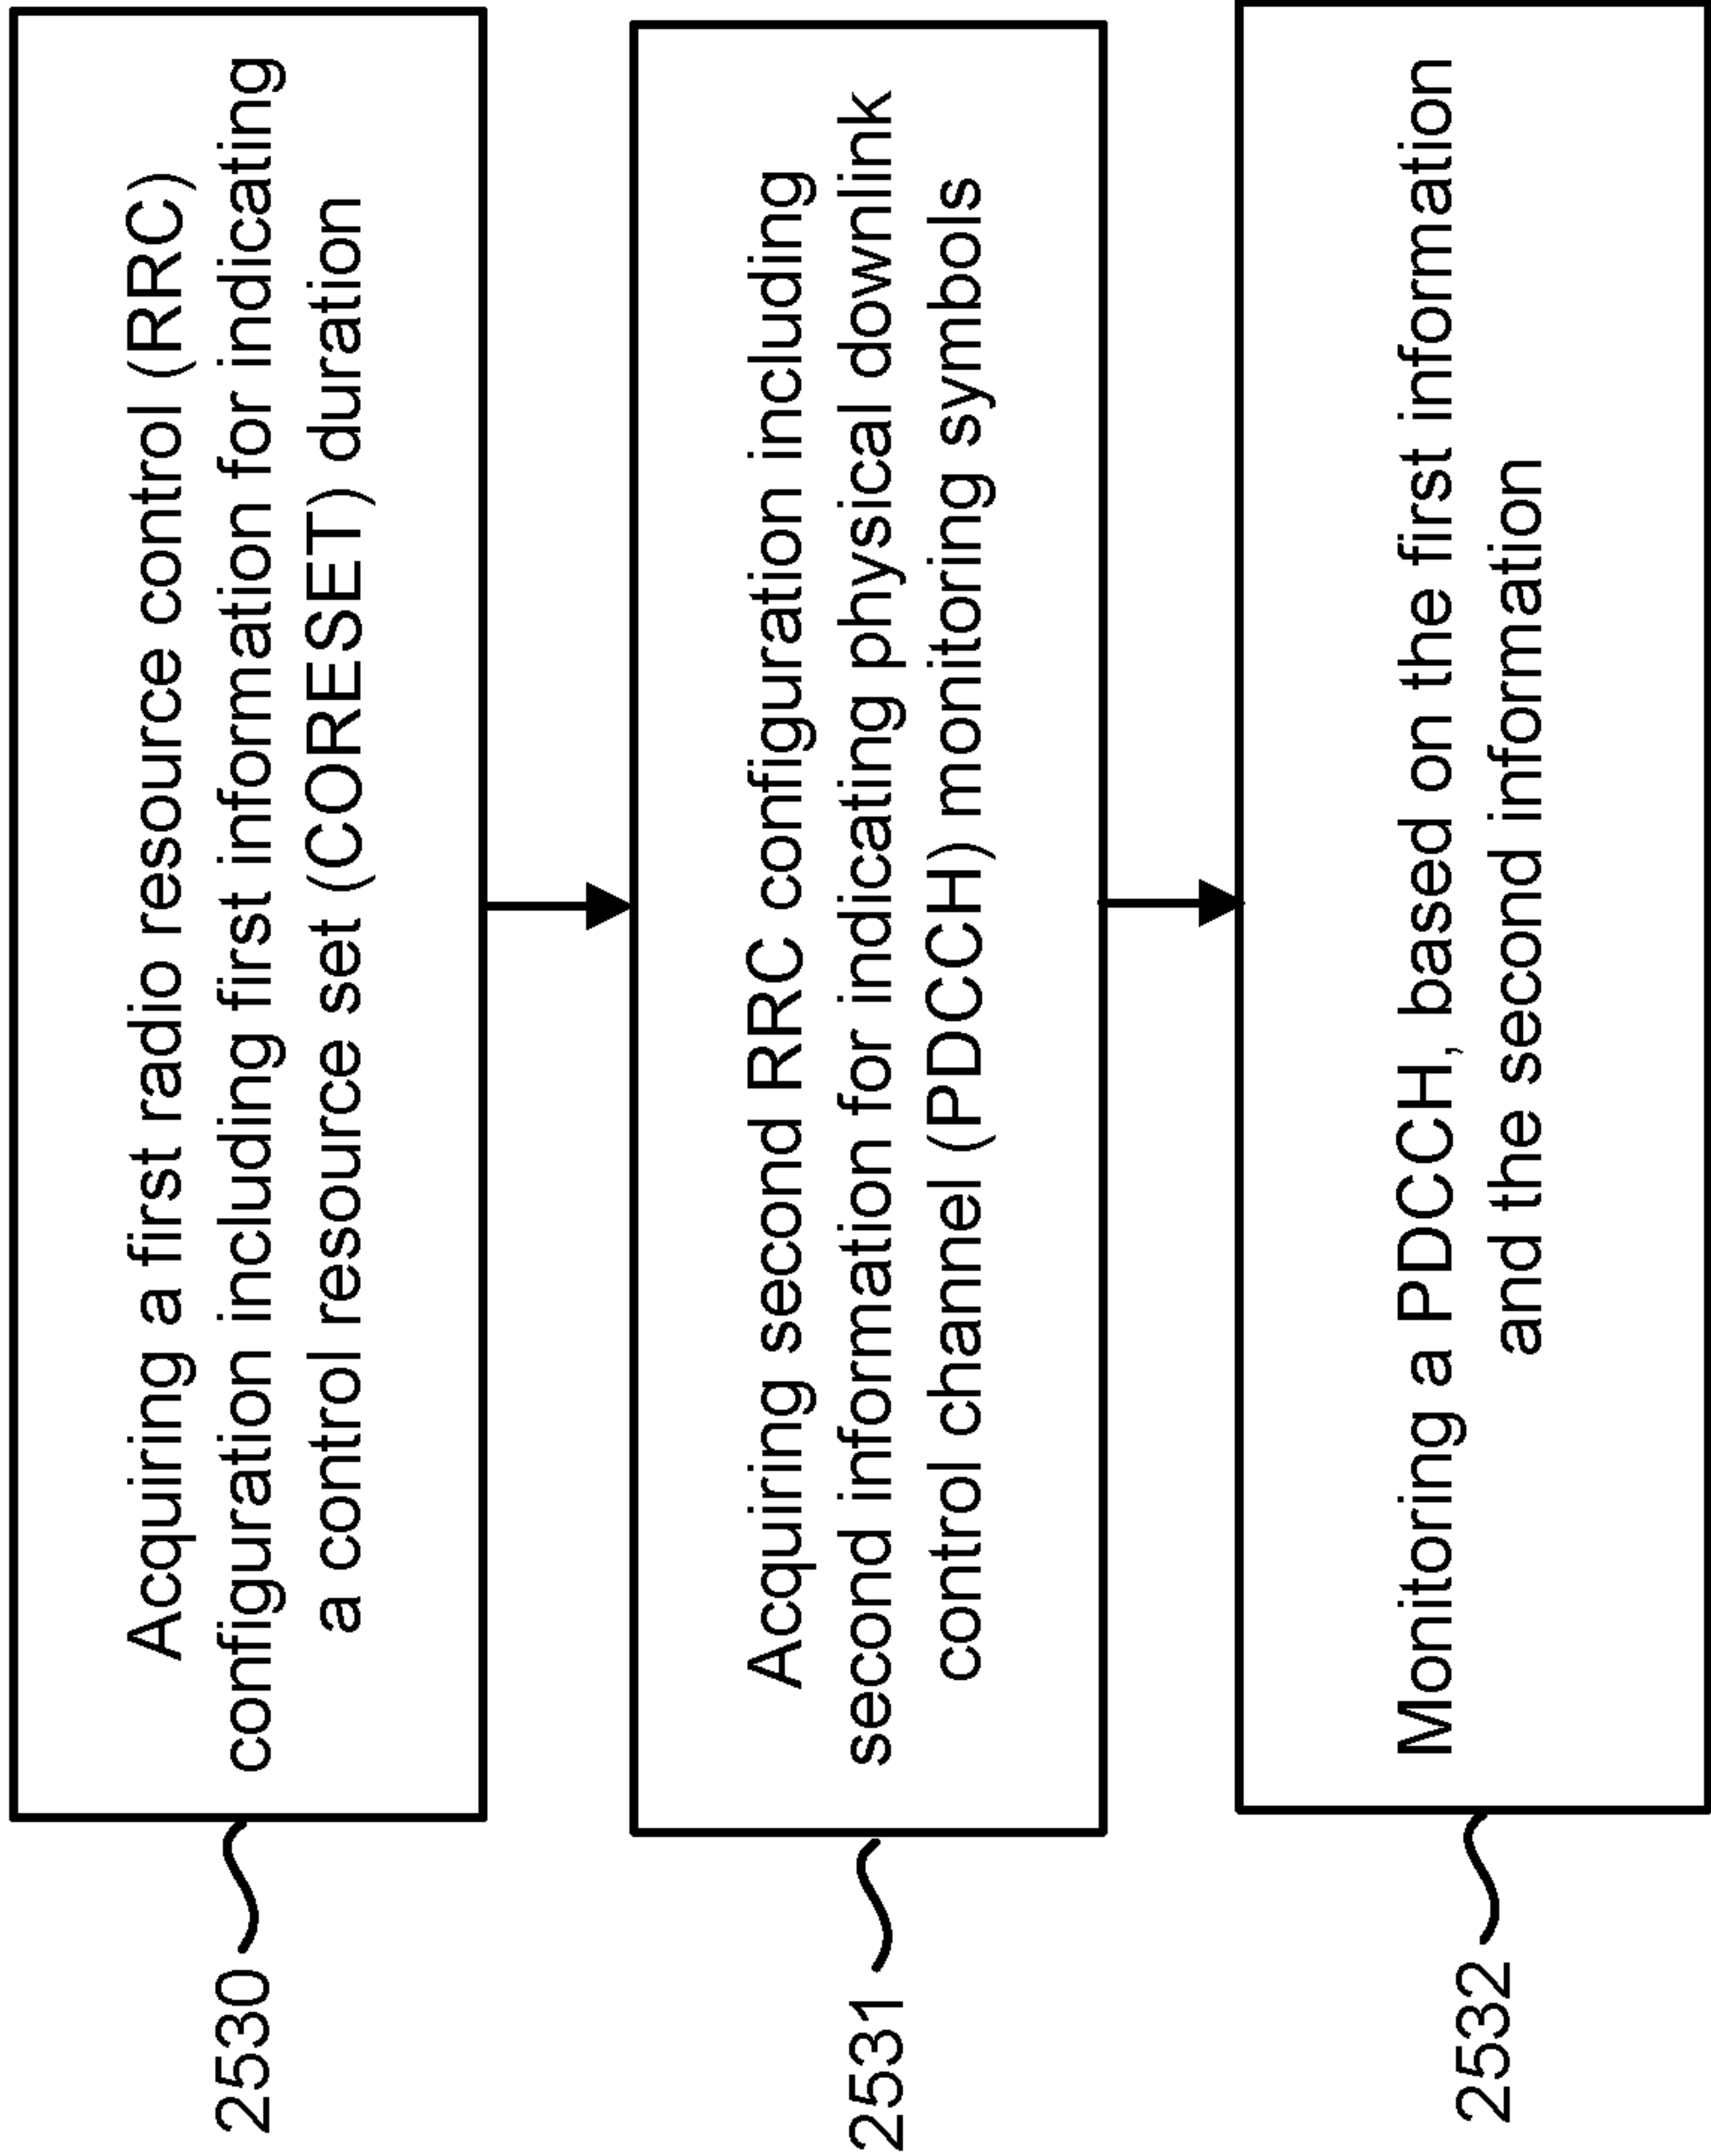 2530
Acquiring a first radio resource control (RRC)
configuration including first information for indicating
a control resource set (CORESET) duration
2531
Acquiring second RRC configuration including
second information for indicating physical downlink
control channel (PDCCH) monitoring symbols
2532
Monitoring a PDCCH, based on the first information
and the second information